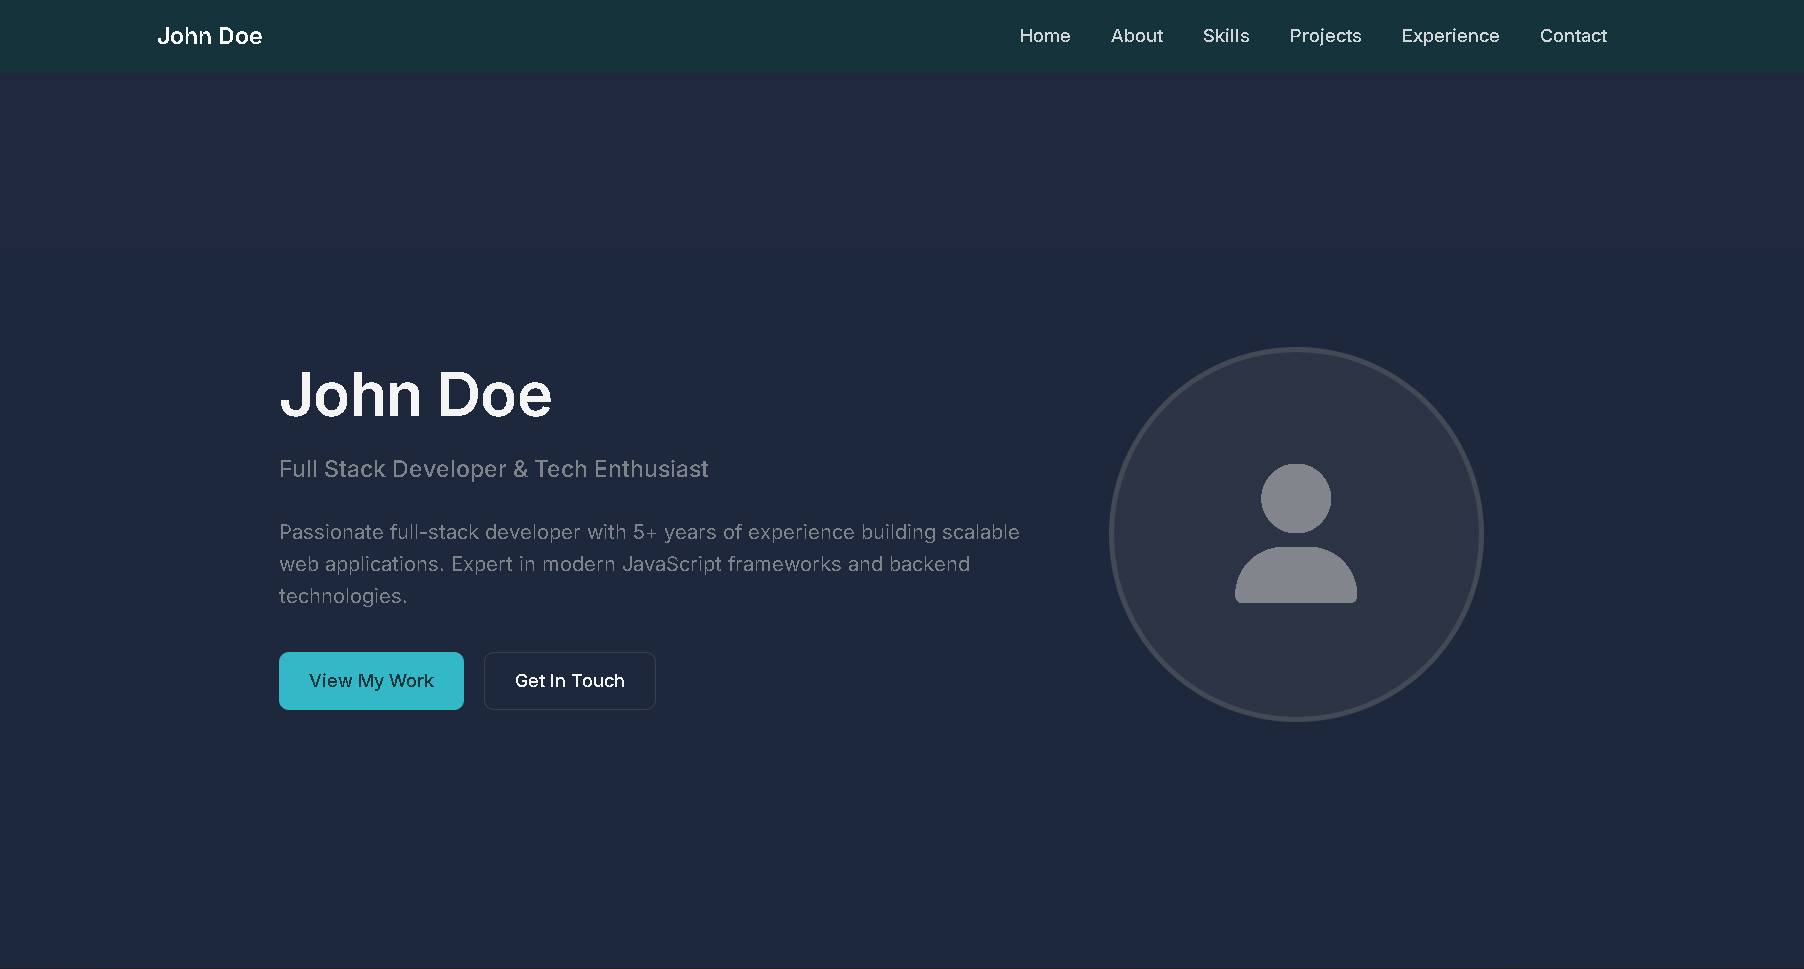 John Doe
Home About Skills Projects Experience Contact
John Doe
Full Stack Developer & Tech Enthusiast
Passionate full-stack developer with 5+ years of experience building scalable
web applications. Expert in modern JavaScript frameworks and backend
technologies.
View My Work
Get In Touch